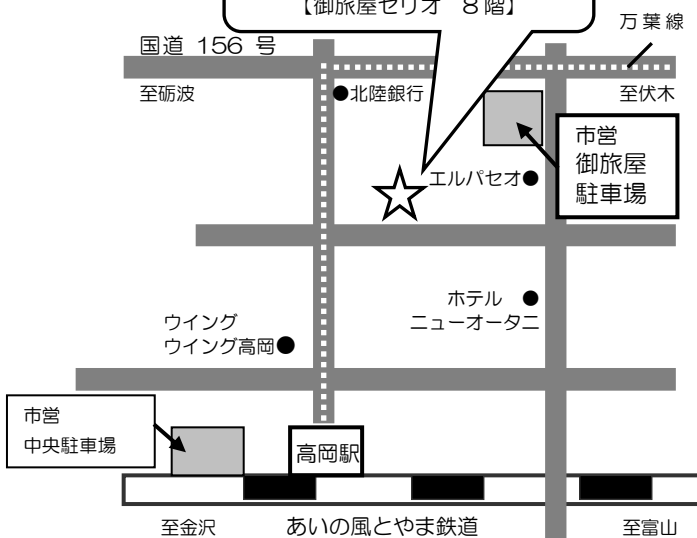 【御旅屋セリオ　8階】
万葉線
国道 156 号
至砺波
●北陸銀行
至伏木
市営
御旅屋
駐車場
エルパセオ●
ホテル　●
ニューオータニ
ウイング
ウイング高岡●
市営
中央駐車場
高岡駅
至金沢
あいの風とやま鉄道
至富山